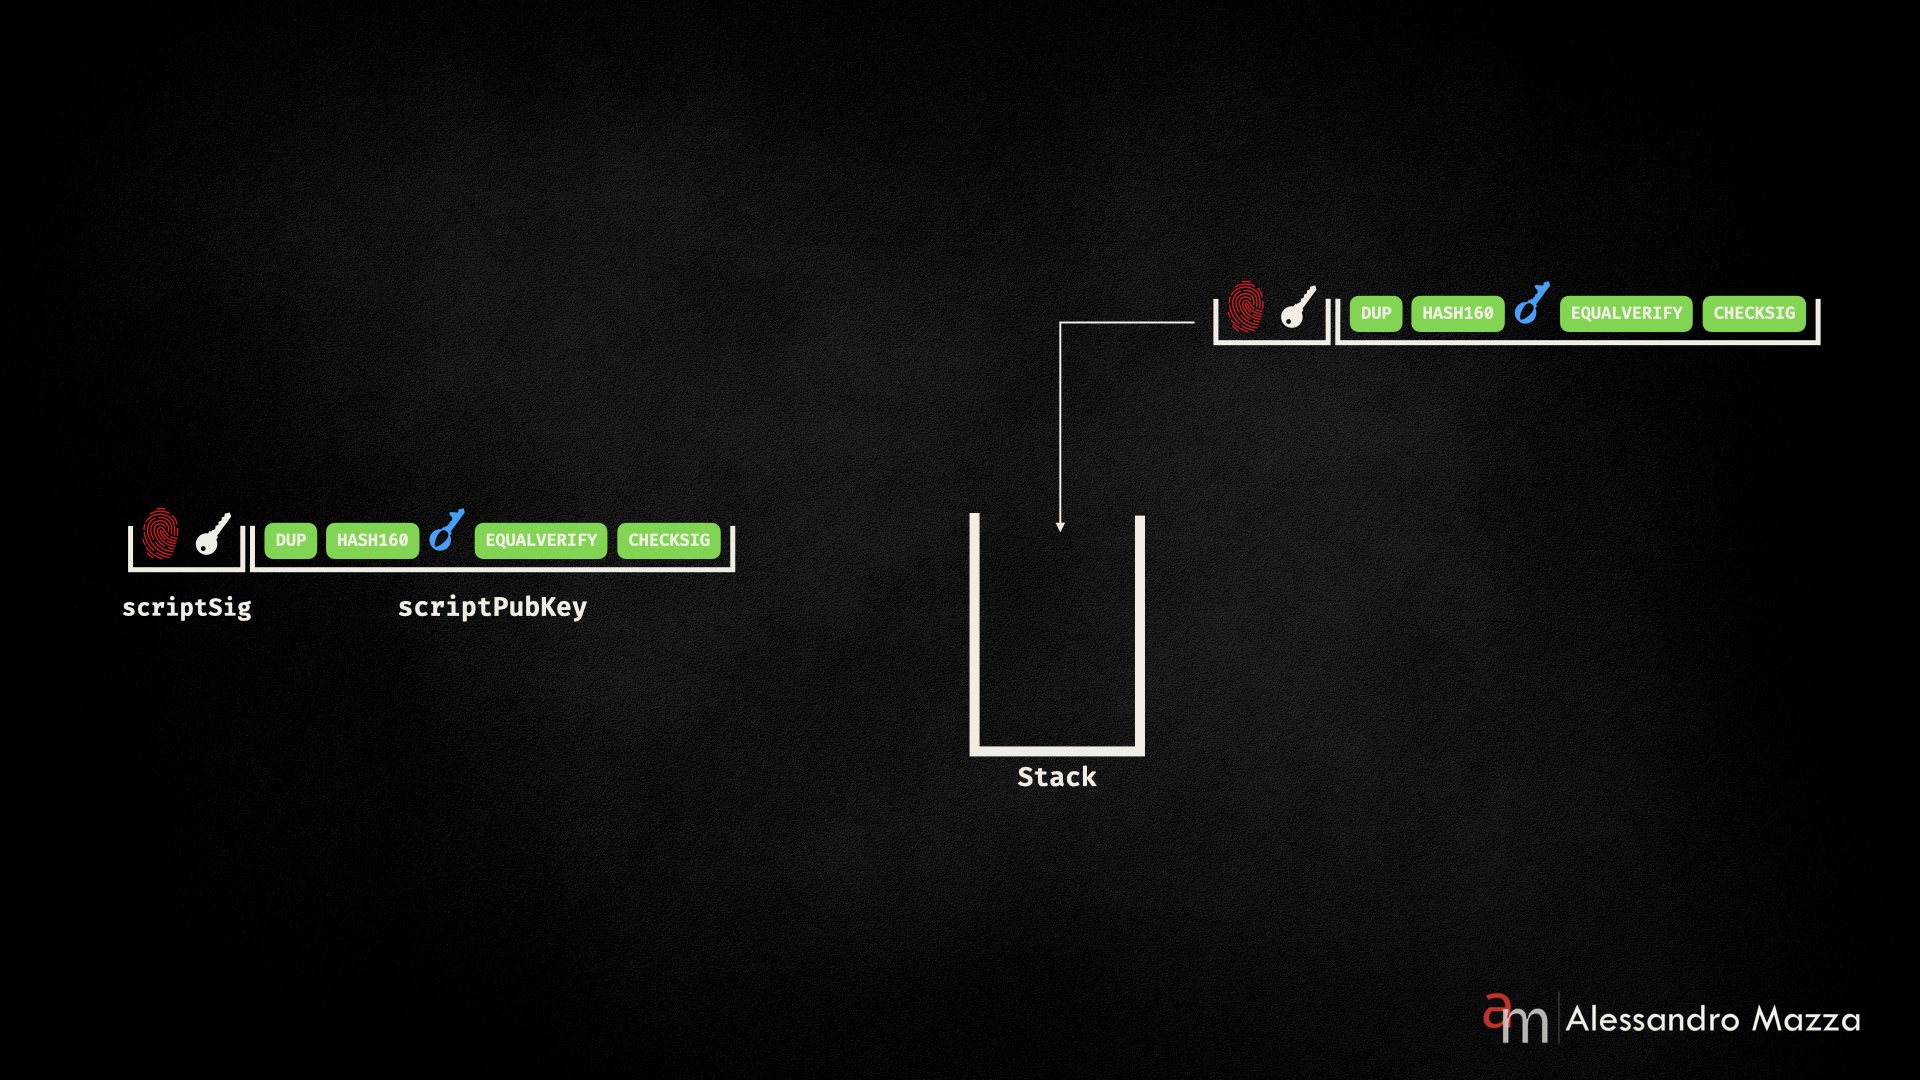 DUP HASH160 EQUALVERIFY CHECKSIG
DUP HASH160 EQUALVERIFY CHECKSIG
scriptSig scriptPubKey
Stack
am Alessandro Mazza